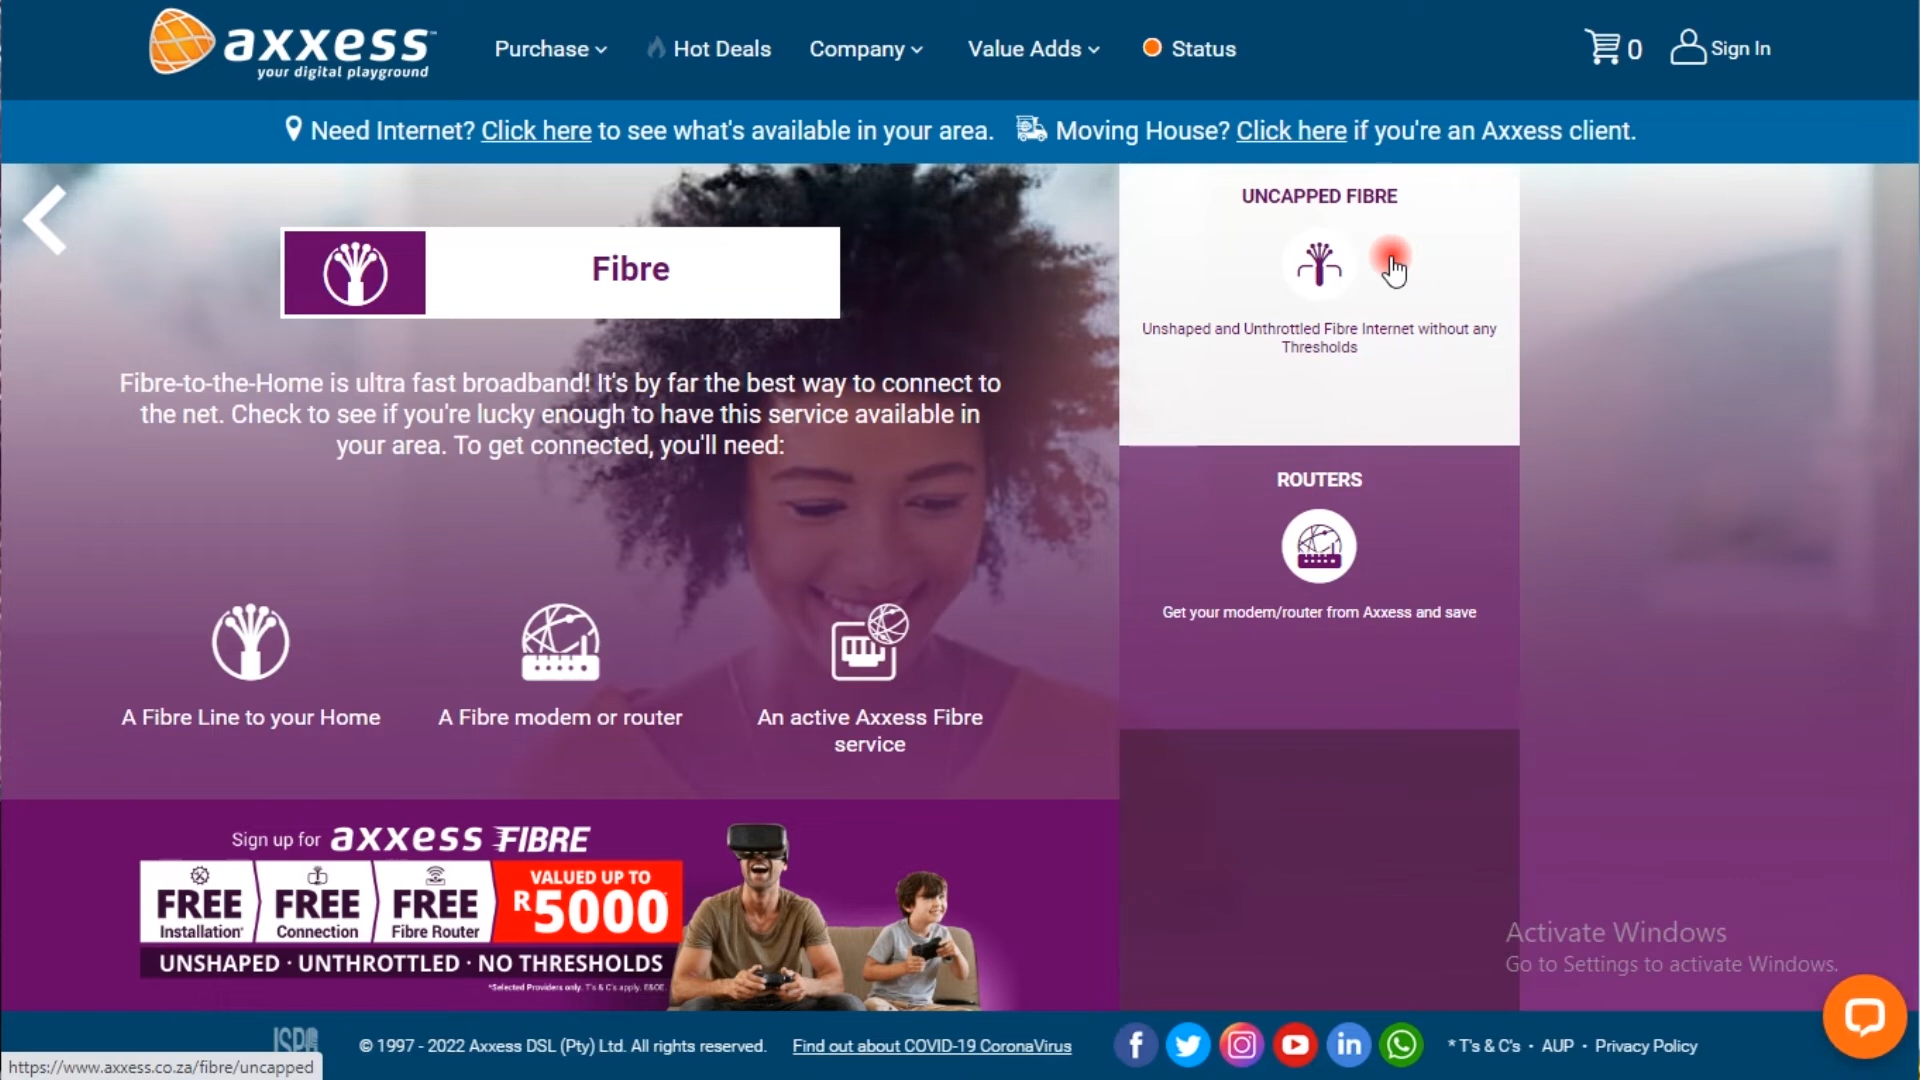 axxess™
your digital playground
Purchase
Hot Deals
Company
Value Adds
Status
0
Sign In
Need Internet? Click here to see what's available in your area.
Moving House? Click here if you're an Axxess client.
Fibre
Fibre-to-the-Home is ultra fast broadband! It's by far the best way to connect to
the net. Check to see if you're lucky enough to have this service available in
your area. To get connected, you'll need:
A Fibre Line to your Home
A Fibre modem or router
An active Axxess Fibre
service
UNCAPPED FIBRE
Unshaped and Unthrottled Fibre Internet without any
Thresholds
ROUTERS
Get your modem/router from Axxess and save
Sign up for axxess FIBRE
FREE
Installation*
FREE
Connection
FREE
Fibre Router
VALUED UP TO
R5000
UNSHAPED · UNTHROTTLED · NO THRESHOLDS
*Selected Providers only. T's & C's apply. E&OE.
Activate Windows
Go to Settings to activate Windows.
ISPA
© 1997 - 2022 Axxess DSL (Pty) Ltd. All rights reserved.
Find out about COVID-19 CoronaVirus
* T's & C's · AUP · Privacy Policy
https://www.axxess.co.za/fibre/uncapped